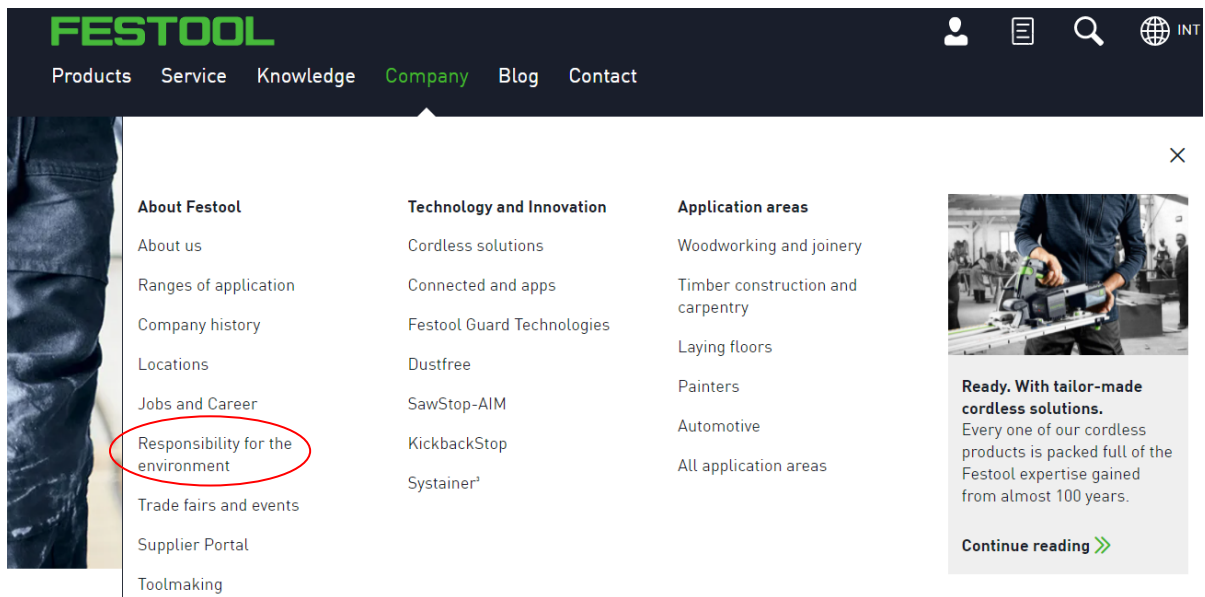 FESTOOL
INT
Products Service Knowledge Company Blog Contact
About Festool
About us
Ranges of application
Company history
Locations
Jobs and Career
Responsibility for the
environment
Trade fairs and events
Supplier Portal
Toolmaking
Technology and Innovation
Cordless solutions
Connected and apps
Festool Guard Technologies
Dustfree
SawStop-AIM
KickbackStop
Systainer³
Application areas
Woodworking and joinery
Timber construction and
carpentry
Laying floors
Painters
Automotive
All application areas
Ready. With tailor-made
cordless solutions.
Every one of our cordless
products is packed full of the
Festool expertise gained
from almost 100 years.
Continue reading